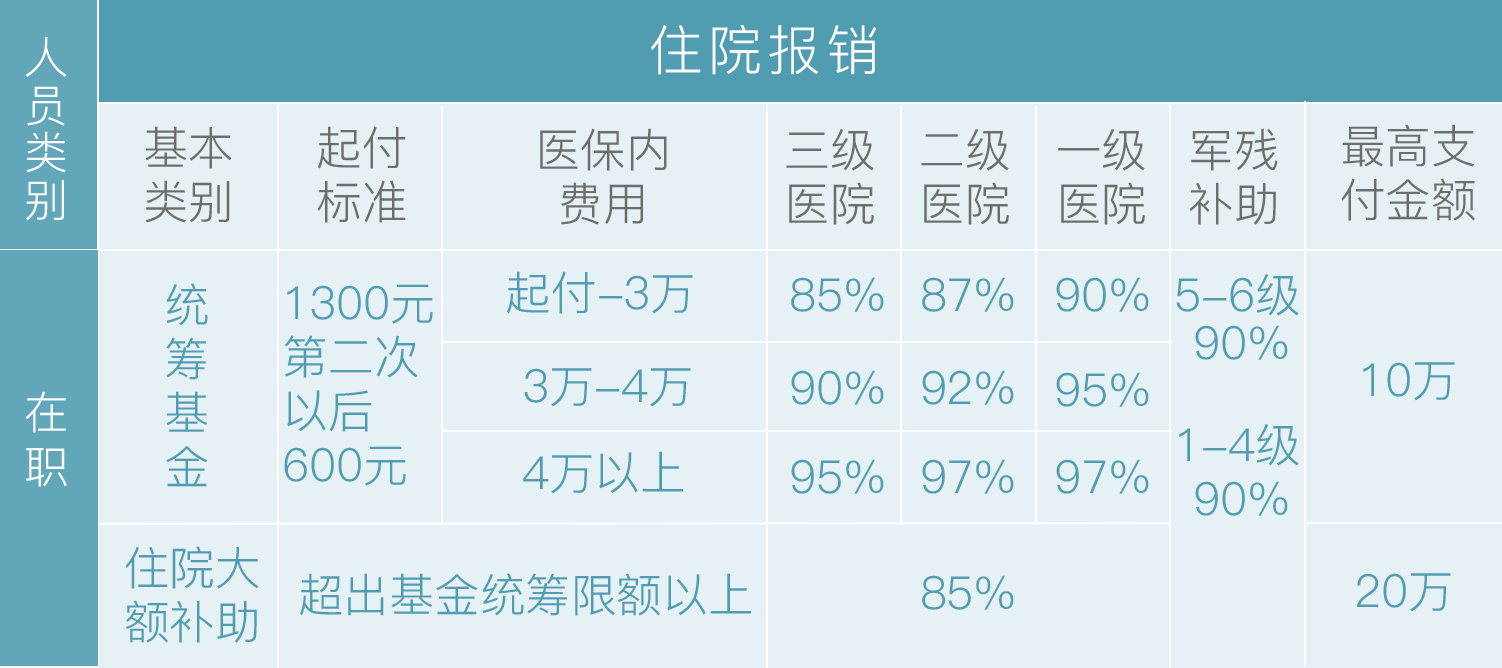 人员类别
住院报销
基本
类别
起付
标准
医保内
费用
三级
医院
二级
医院
一级
医院
军残
补助
最高支
付金额
在职
统筹基金
1300元
第二次
以后
600元
起付-3万
85%
87%
90%
3万-4万
90%
92%
95%
4万以上
95%
97%
97%
5-6级
90%
1-4级
90%
10万
住院大
额补助
超出基金统筹限额以上
85%
20万